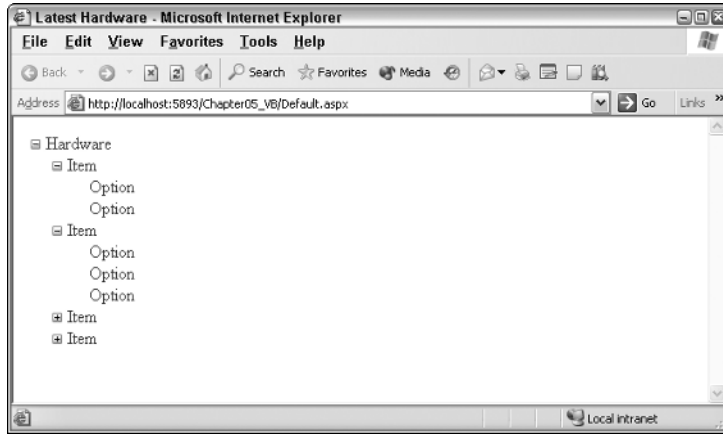 Latest Hardware - Microsoft Internet Explorer
File Edit View Favorites Tools Help
Back Search Favorites Media
Address http://localhost:5893/Chapter05_VB/Default.aspx Go Links »
Hardware
Item
Option
Option
Item
Option
Option
Option
Item
Item
Local intranet